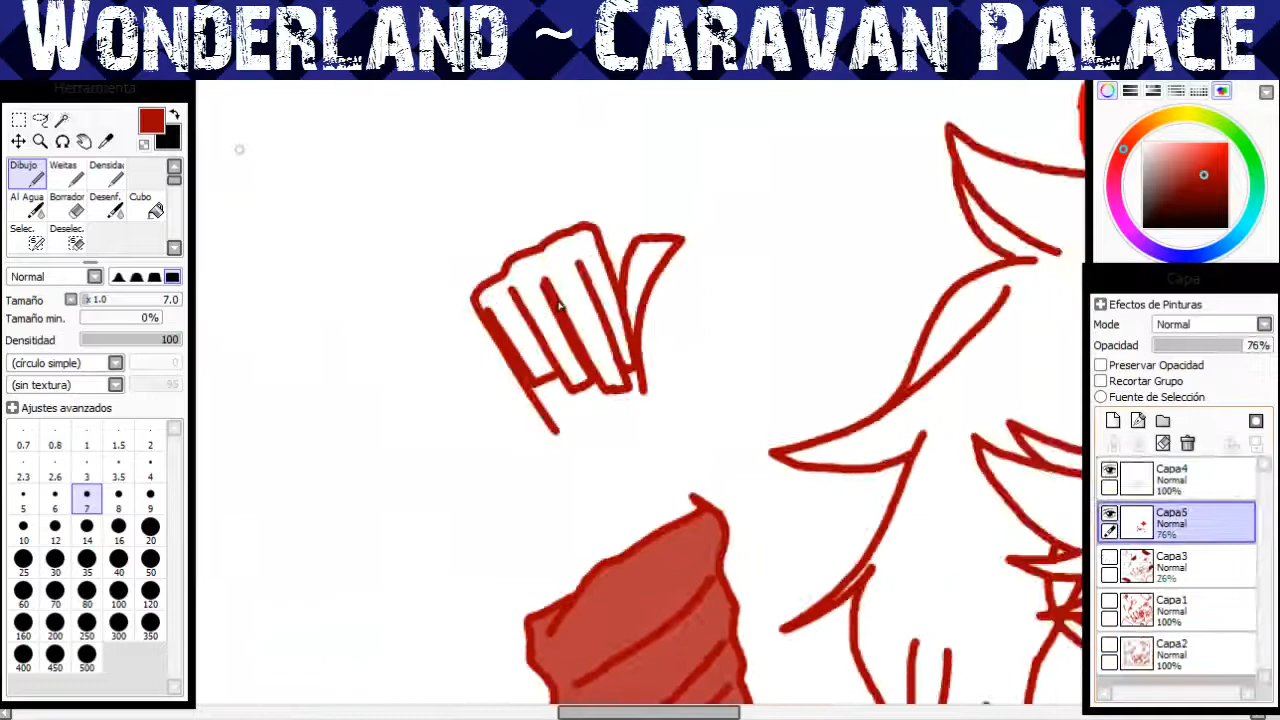 Wonderland ~ Caravan Palace
Herramienta
Dibujo Weitas Densidac
Al Agua Borrador Desenf. Cubo
Selec. Deselec.
Normal
Tamaño x 1.0 7.0
Tamaño min. 0%
Densidad 100
(círculo simple) 0
(sin textura) 95
Ajustes avanzados
0.7 0.8 1 1.5 2
2.3 2.6 3 3.5 4
5 6 7 8 9
10 12 14 16 20
25 30 35 40 50
60 70 80 100 120
160 200 250 300 350
400 450 500
Capa
Efectos de Pinturas
Mode Normal
Opacidad 76%
Preservar Opacidad
Recortar Grupo
Fuente de Selección
Capa4
Normal
100%
Capa5
Normal
76%
Capa3
Normal
26%
Capa1
Normal
100%
Capa2
Normal
100%